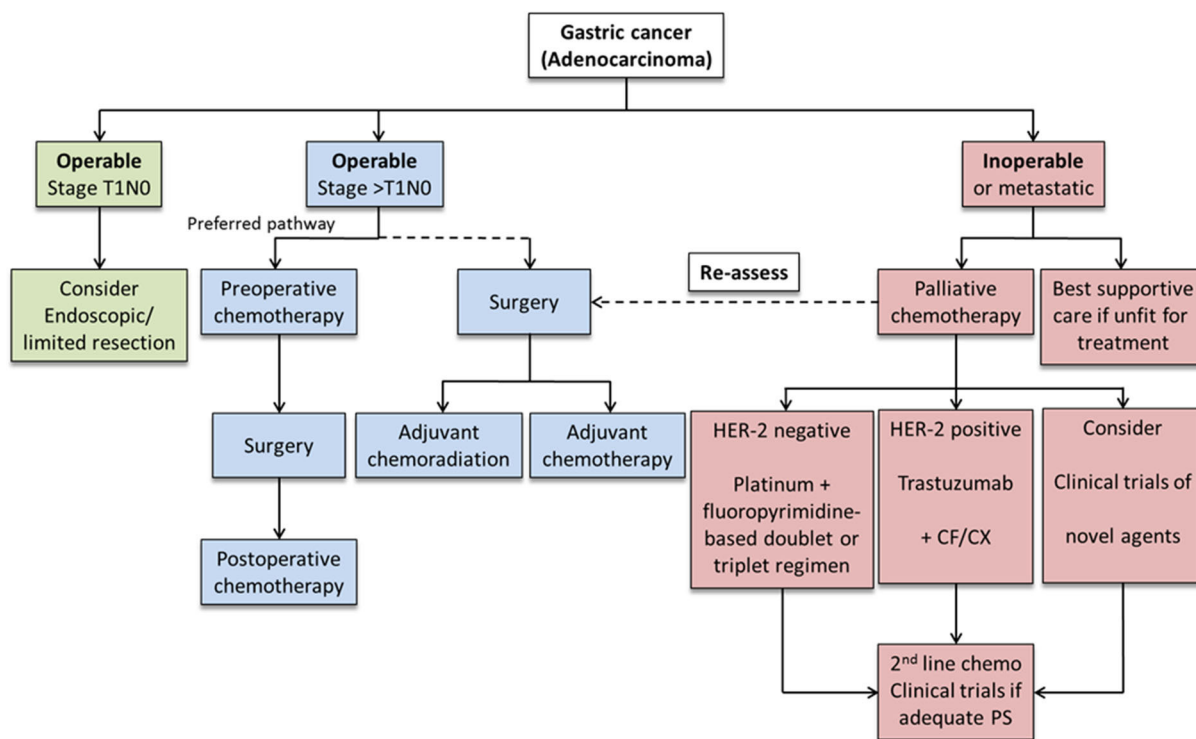 Gastric cancer
(Adenocarcinoma)
Operable
Stage T1N0
Operable
Stage >T1N0
Inoperable
or metastatic
Preferred pathway
Consider
Endoscopic/
limited resection
Preoperative
chemotherapy
Surgery
Re-assess
Palliative
chemotherapy
Best supportive
care if unfit for
treatment
Surgery
Adjuvant
chemoradiation
Adjuvant
chemotherapy
HER-2 negative
Platinum +
fluoropyrimidine-
based doublet or
triplet regimen
HER-2 positive
Trastuzumab
+ CF/CX
Consider
Clinical trials of
novel agents
Postoperative
chemotherapy
2nd line chemo
Clinical trials if
adequate PS